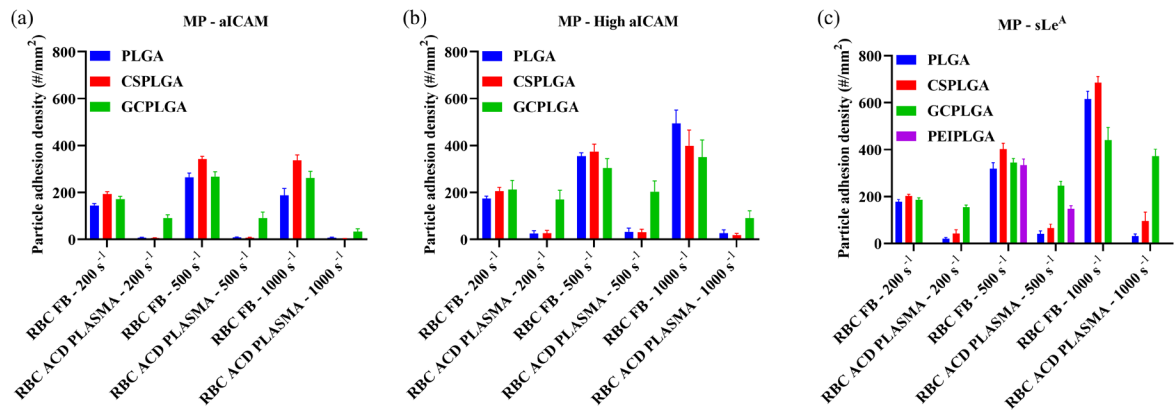 (a)
MP - aICAM
Particle adhesion density (#/mm²)
800
600
400
200
0
PLGA
CSPLGA
GCPLGA
RBC FB - 200 s⁻¹
RBC ACD PLASMA - 200 s⁻¹
RBC FB - 500 s⁻¹
RBC ACD PLASMA - 500 s⁻¹
RBC FB - 1000 s⁻¹
RBC ACD PLASMA - 1000 s⁻¹
(b)
MP - High aICAM
Particle adhesion density (#/mm²)
800
600
400
200
0
PLGA
CSPLGA
GCPLGA
RBC FB - 200 s⁻¹
RBC ACD PLASMA - 200 s⁻¹
RBC FB - 500 s⁻¹
RBC ACD PLASMA - 500 s⁻¹
RBC FB - 1000 s⁻¹
RBC ACD PLASMA - 1000 s⁻¹
(c)
MP - sLeᴬ
Particle adhesion density (#/mm²)
800
600
400
200
0
PLGA
CSPLGA
GCPLGA
PEIPLGA
RBC FB - 200 s⁻¹
RBC ACD PLASMA - 200 s⁻¹
RBC FB - 500 s⁻¹
RBC ACD PLASMA - 500 s⁻¹
RBC FB - 1000 s⁻¹
RBC ACD PLASMA - 1000 s⁻¹